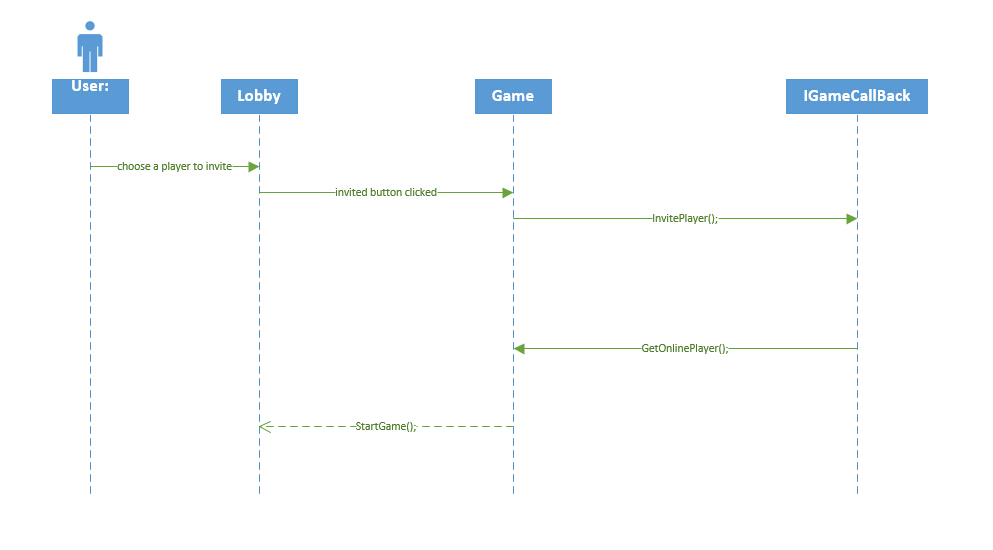 User:
Lobby
Game
IGameCallBack
choose a player to invite
invited button clicked
InvitePlayer();
GetOnlinePlayer();
StartGame();